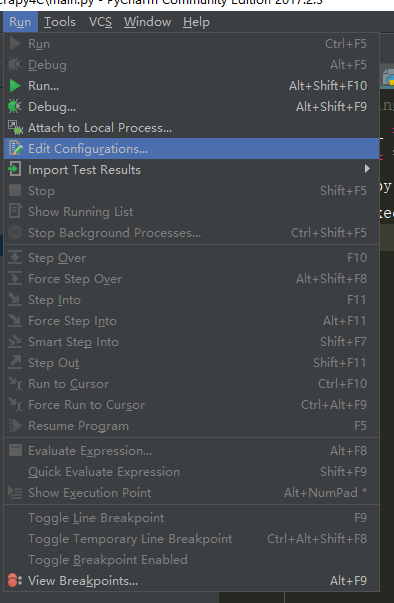 crapy4C\main.py - PyCharm Community Edition 2017.2.3
Run Tools VCS Window Help
Run Ctrl+F5
Debug Alt+F5
Run... Alt+Shift+F10
Debug... Alt+Shift+F9
Attach to Local Process...
Edit Configurations...
Import Test Results
Stop Shift+F5
Show Running List
Stop Background Processes... Ctrl+Shift+F5
Step Over F10
Force Step Over Alt+Shift+F8
Step Into F11
Force Step Into Alt+F11
Smart Step Into Shift+F7
Step Out Shift+F11
Run to Cursor Ctrl+F10
Force Run to Cursor Ctrl+Alt+F9
Resume Program F5
Evaluate Expression... Alt+F8
Quick Evaluate Expression Shift+F9
Show Execution Point Alt+NumPad *
Toggle Line Breakpoint F9
Toggle Temporary Line Breakpoint Ctrl+Alt+Shift+F8
Toggle Breakpoint Enabled
View Breakpoints... Alt+F9